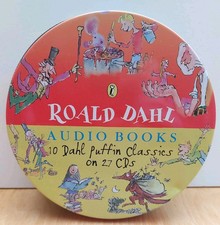 ROALD DAHL
AUDIO BOOKS
10 Dahl Puffin Classics
on 27 CDs